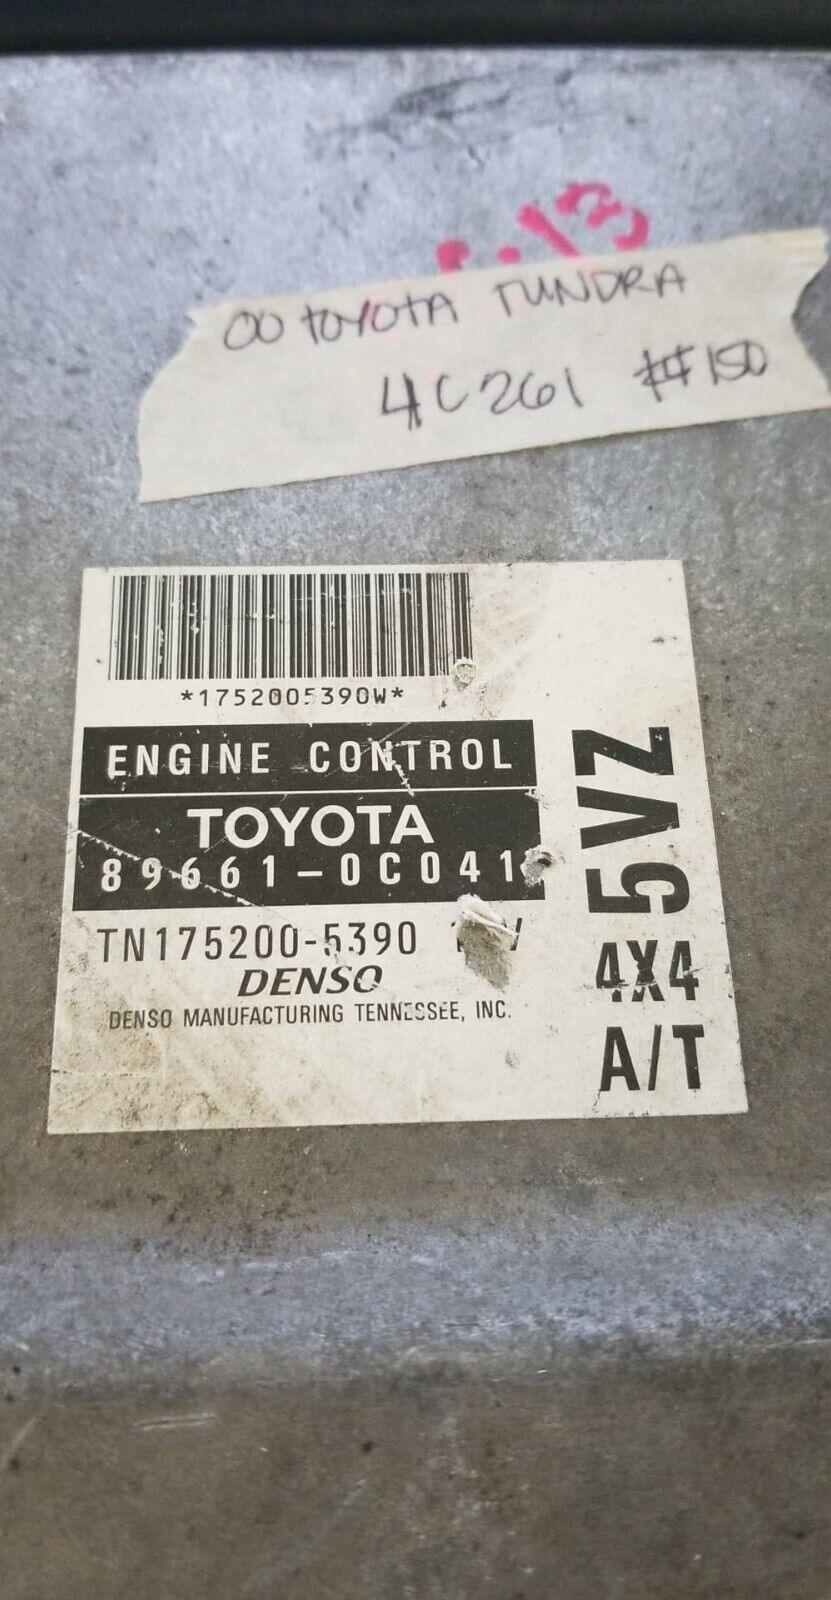 00 TOYOTA TUNDRA
4C261 ##150
*1752005390W*
ENGINE CONTROL
TOYOTA
89661-0C041
TN175200-5390
DENSO
DENSO MANUFACTURING TENNESSEE, INC.
5VZ
4X4
A/T